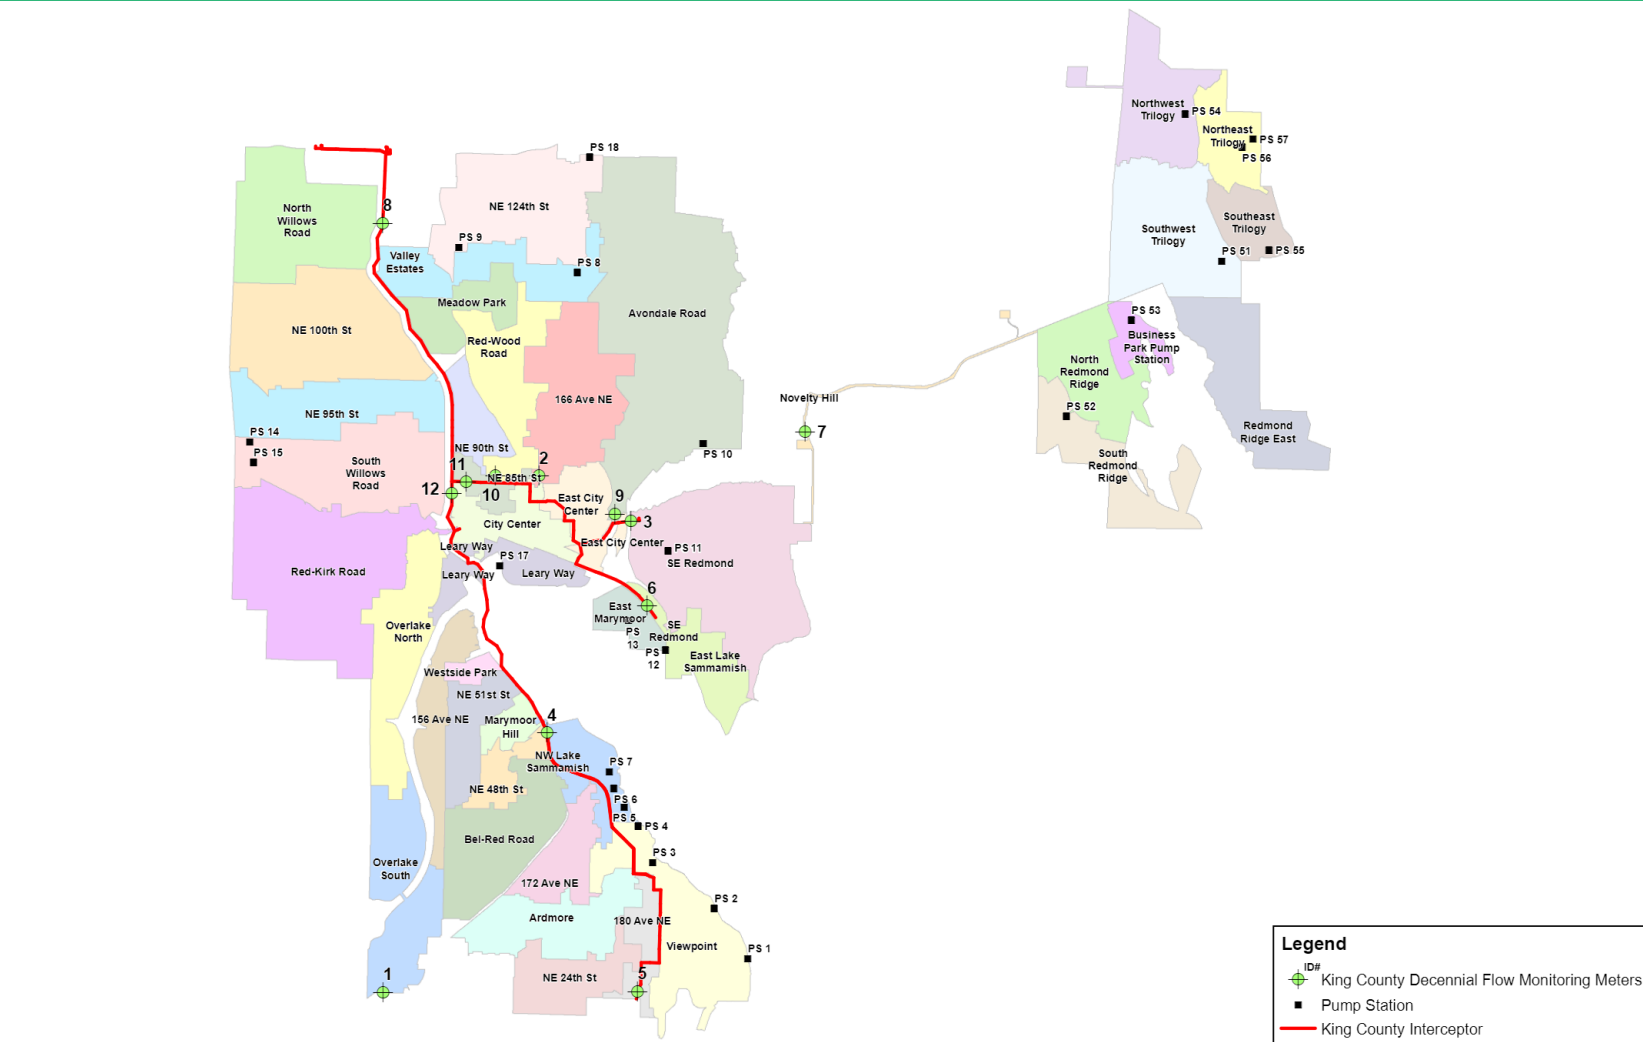 Northwest
Trilogy
PS 54
Northeast
Trilogy
PS 57
PS 56
PS 18
8
North
Willows
Road
NE 124th St
Southeast
Trilogy
Southwest
Trilogy
PS 9
PS 51
PS 55
Valley
Estates
PS 8
Meadow Park
Avondale Road
PS 53
NE 100th St
Red-Wood
Road
Business
Park Pump
Station
North
Redmond
Ridge
166 Ave NE
Novelty Hill
NE 95th St
PS 52
PS 14
7
Redmond
Ridge East
PS 15
NE 90th St
PS 10
South
Willows
Road
11
2
NE 85th St
South
Redmond
Ridge
12
10
9
East City
Center
City Center
3
Leary Way
East City Center
PS 11
PS 17
SE Redmond
Red-Kirk Road
Leary Way
Leary Way
6
East
Marymoor
Overlake
North
PS
13
SE
Redmond
PS
12
East Lake
Sammamish
Westside Park
NE 51st St
156 Ave NE
Marymoor
Hill
4
NW Lake
Sammamish
PS 7
NE 48th St
PS 6
PS 5
PS 4
Bel-Red Road
PS 3
Overlake
South
172 Ave NE
PS 2
Ardmore
180 Ave NE
Viewpoint
PS 1
1
NE 24th St
5
Legend
ID#
King County Decennial Flow Monitoring Meters
Pump Station
King County Interceptor